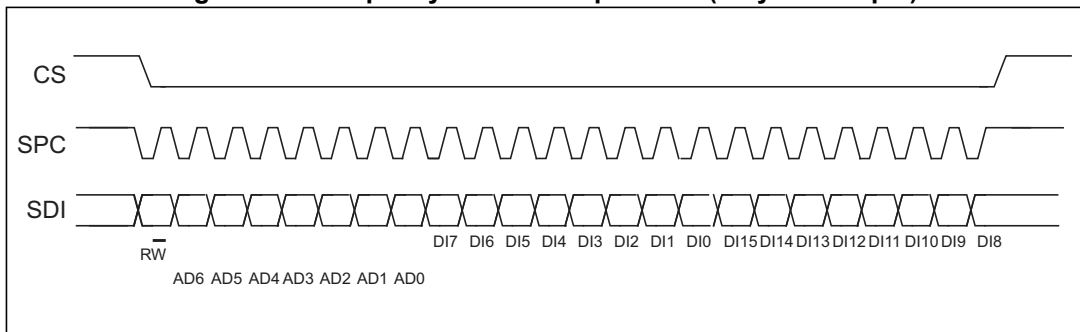 CS
SPC
SDI
DI7 DI6 DI5 DI4 DI3 DI2 DI1 DI0 DI15 DI14 DI13 DI12 DI11 DI10 DI9 DI8
RW
AD6 AD5 AD4 AD3 AD2 AD1 AD0